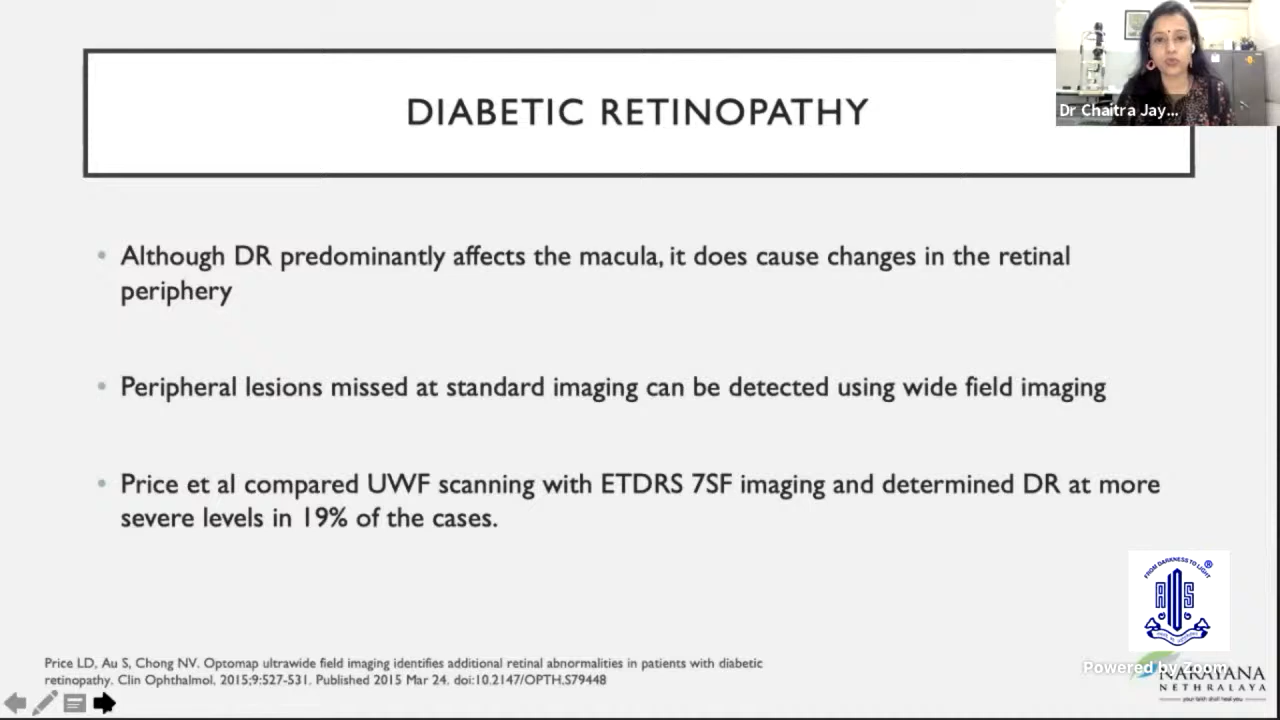 DIABETIC RETINOPATHY
Dr Chaitra Jay...
• Although DR predominantly affects the macula, it does cause changes in the retinal
periphery
• Peripheral lesions missed at standard imaging can be detected using wide field imaging
• Price et al compared UWF scanning with ETDRS 7SF imaging and determined DR at more
severe levels in 19% of the cases.
FROM DARKNESS TO LIGHT ®
Price LD, Au S, Chong NV. Optomap ultrawide field imaging identifies additional retinal abnormalities in patients with diabetic
retinopathy. Clin Ophthalmol. 2015;9:527-531. Published 2015 Mar 24. doi:10.2147/OPTH.S79448
Powered by Zoom
NARAYANA
NETHRALAYA
your faith shall heal you